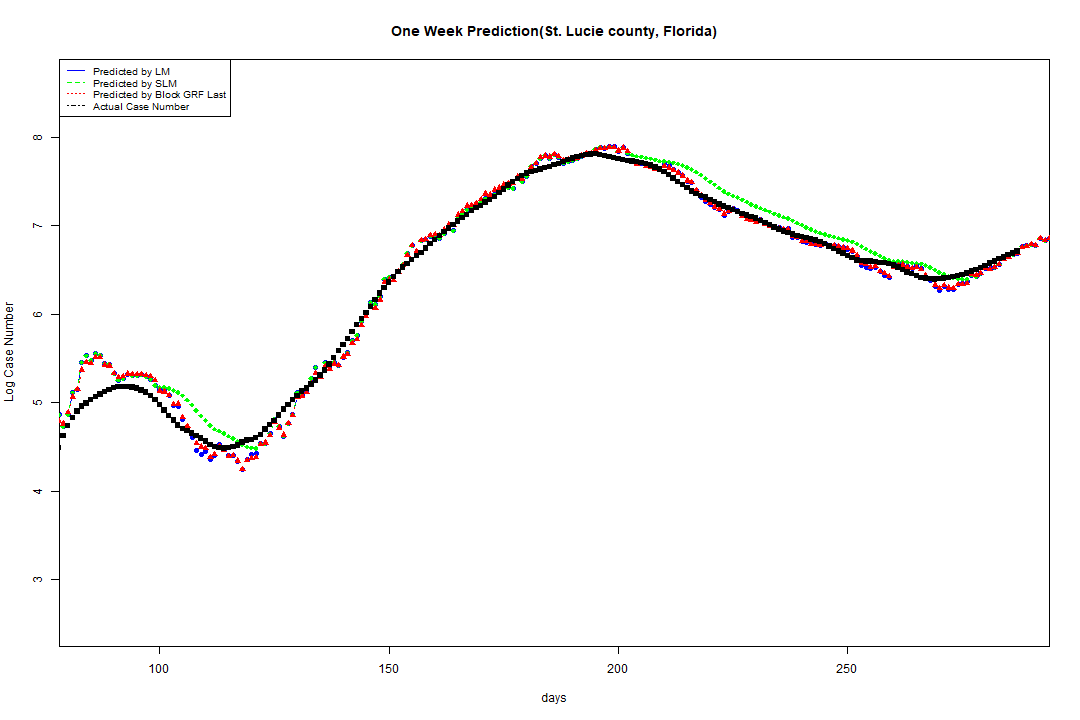 One Week Prediction(St. Lucie county, Florida)
Predicted by LM
Predicted by SLM
Predicted by Block GRF Last
Actual Case Number
8
7
6
5
4
3
Log Case Number
100 150 200 250
days